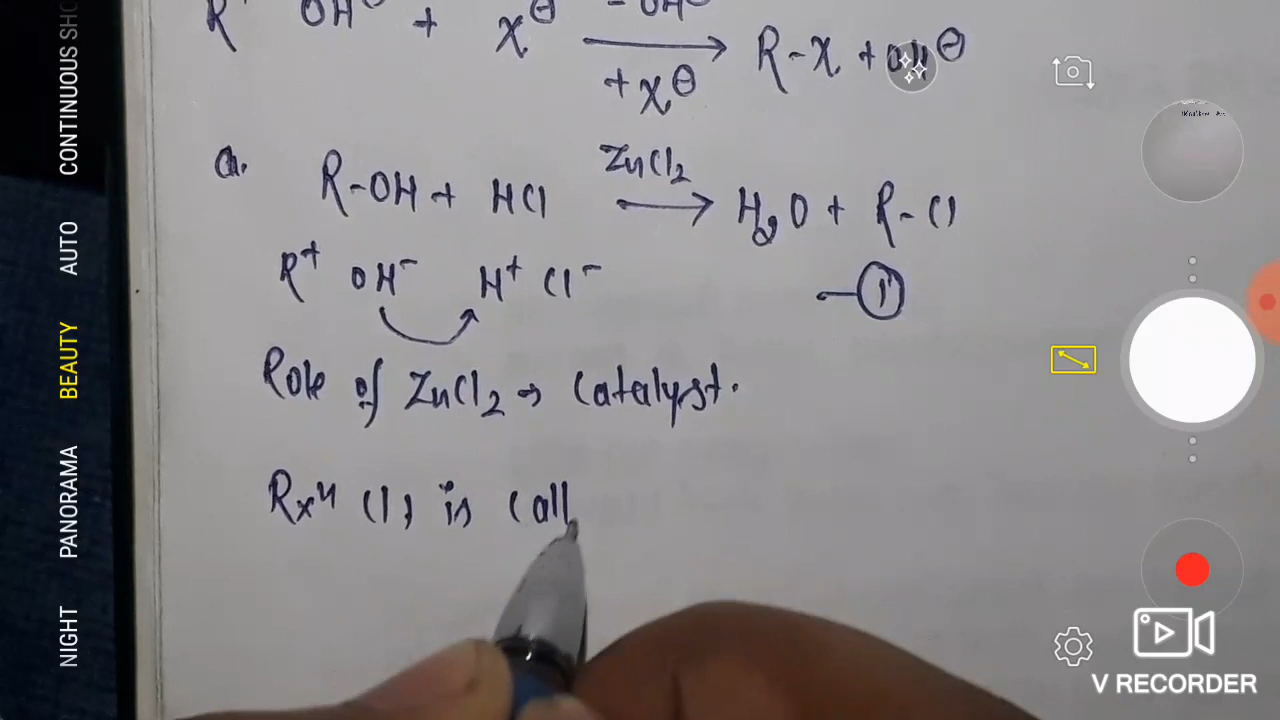 R⁺ OH⊖ + X⊖ -OH⊖ +X⊖ → R-X + OH⊖
a. R-OH + HCl ZnCl₂ → H₂O + R-Cl
R⁺ OH⁻ H⁺ Cl⁻ —①
Role of ZnCl₂ → Catalyst.
Rxⁿ (1) is Call
NIGHT PANORAMA BEAUTY AUTO CONTINUOUS SHO
V RECORDER